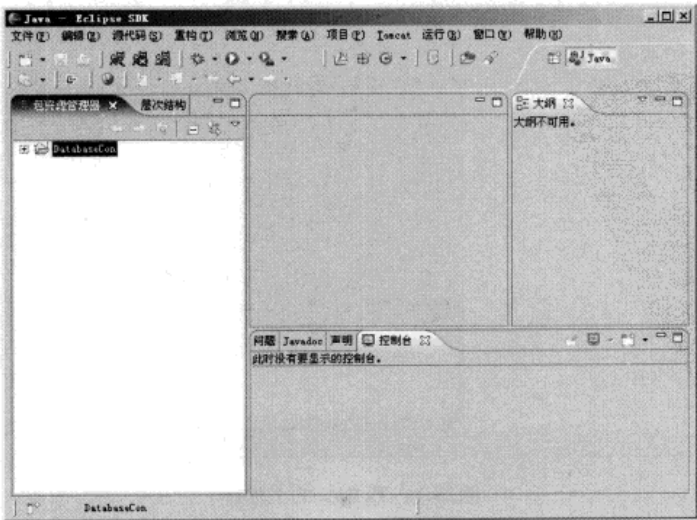 Java - Eclipse SDK
文件(F) 编辑(E) 源代码(S) 重构(T) 浏览(N) 搜索(A) 项目(P) Tomcat 运行(R) 窗口(W) 帮助(H)
Java
包资源管理器 层次结构
大纲
大纲不可用。
DatabaseCon
问题 Javadoc 声明 控制台
此时没有要显示的控制台。
DatabaseCon